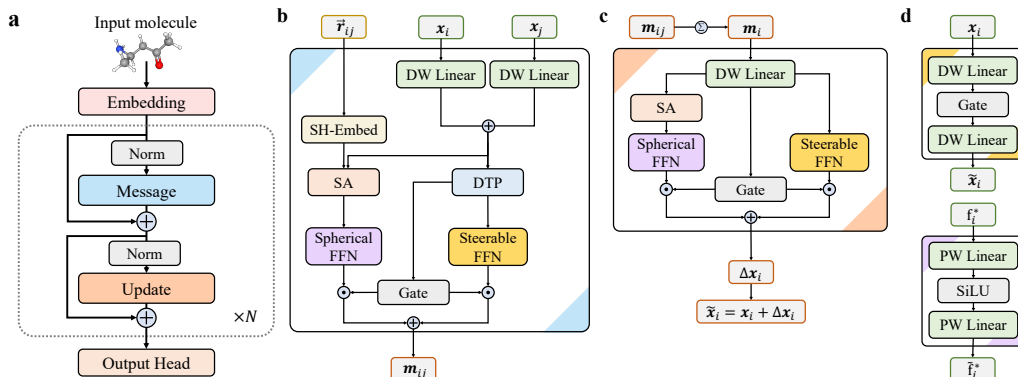 a
Input molecule
Embedding
Norm
Message
Norm
Update
×N
Output Head
b
r⃗ᵢⱼ
xᵢ
xⱼ
DW Linear
DW Linear
SH-Embed
SA
DTP
Spherical
FFN
Steerable
FFN
Gate
mᵢⱼ
c
mᵢⱼ
Σ
mᵢ
DW Linear
SA
Spherical
FFN
Steerable
FFN
Gate
Δxᵢ
x̃ᵢ = xᵢ + Δxᵢ
d
xᵢ
DW Linear
Gate
DW Linear
x̃ᵢ
fᵢ*
PW Linear
SiLU
PW Linear
f̃ᵢ*